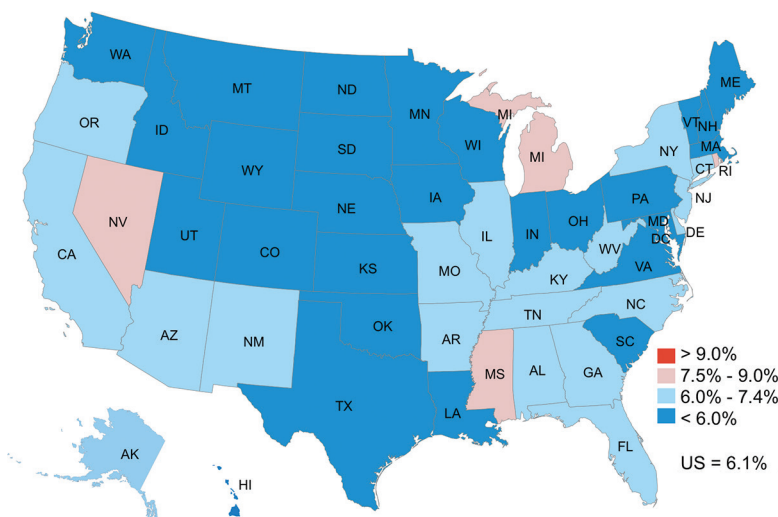 WA
MT
ND
MN
ME
OR
ID
SD
WI
MI
VT
NH
MA
NY
WY
MI
CT
RI
IA
PA
NJ
NE
NV
UT
CO
IL
IN
OH
MD
DC
DE
WV
VA
CA
KS
MO
KY
NC
TN
OK
AZ
NM
AR
SC
MS
AL
GA
TX
LA
FL
AK
HI
> 9.0%
7.5% - 9.0%
6.0% - 7.4%
< 6.0%
US = 6.1%